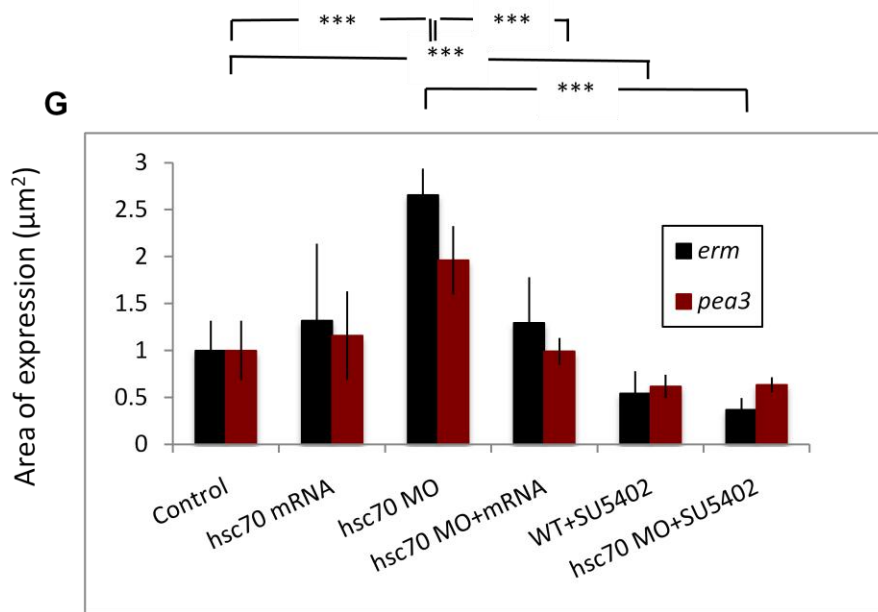 *** ***
***
***
G
Area of expression (µm²)
3
2.5
2
1.5
1
0.5
0
erm
pea3
Control
hsc70 mRNA
hsc70 MO
hsc70 MO+mRNA
WT+SU5402
hsc70 MO+SU5402